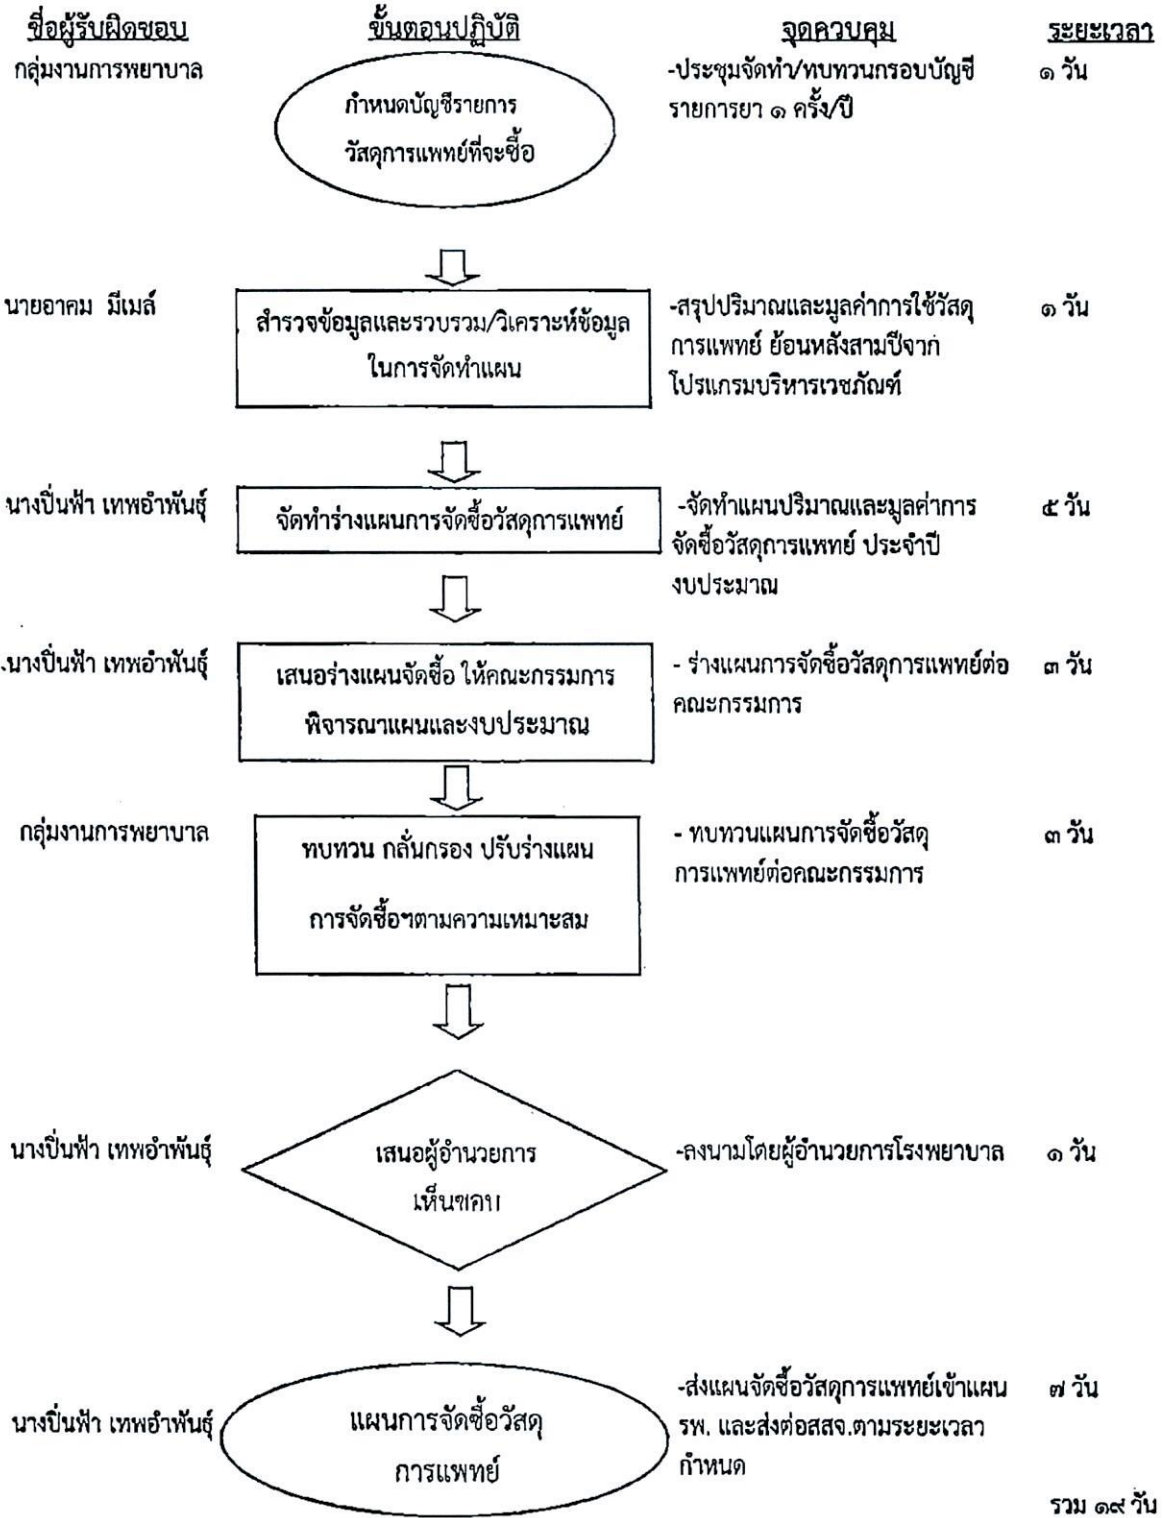 ชื่อผู้รับผิดชอบ ขั้นตอนปฏิบัติ จุดควบคุม ระยะเวลา
กลุ่มงานการพยาบาล
กำหนดบัญชีรายการ
วัสดุการแพทย์ที่จะซื้อ
-ประชุมจัดทำ/ทบทวนกรอบบัญชี
รายการยา ๑ ครั้ง/ปี
๑ วัน
นายอาคม มีเมล์
สำรวจข้อมูลและรวบรวม/วิเคราะห์ข้อมูล
ในการจัดทำแผน
-สรุปปริมาณและมูลค่าการใช้วัสดุ
การแพทย์ ย้อนหลังสามปีจาก
โปรแกรมบริหารเวชภัณฑ์
๑ วัน
นางปิ่นฟ้า เทพอำพันธุ์
จัดทำร่างแผนการจัดซื้อวัสดุการแพทย์
-จัดทำแผนปริมาณและมูลค่าการ
จัดซื้อวัสดุการแพทย์ ประจำปี
งบประมาณ
๕ วัน
นางปิ่นฟ้า เทพอำพันธุ์
เสนอร่างแผนจัดซื้อ ให้คณะกรรมการ
พิจารณาแผนและงบประมาณ
- ร่างแผนการจัดซื้อวัสดุการแพทย์ต่อ
คณะกรรมการ
๓ วัน
กลุ่มงานการพยาบาล
ทบทวน กลั่นกรอง ปรับร่างแผน
การจัดซื้อฯตามความเหมาะสม
- ทบทวนแผนการจัดซื้อวัสดุ
การแพทย์ต่อคณะกรรมการ
๓ วัน
นางปิ่นฟ้า เทพอำพันธุ์
เสนอผู้อำนวยการ
เห็นชอบ
-ลงนามโดยผู้อำนวยการโรงพยาบาล
๑ วัน
นางปิ่นฟ้า เทพอำพันธุ์
แผนการจัดซื้อวัสดุ
การแพทย์
-ส่งแผนจัดซื้อวัสดุการแพทย์เข้าแผน
รพ. และส่งต่อสสจ.ตามระยะเวลา
กำหนด
๗ วัน
รวม ๑๙ วัน